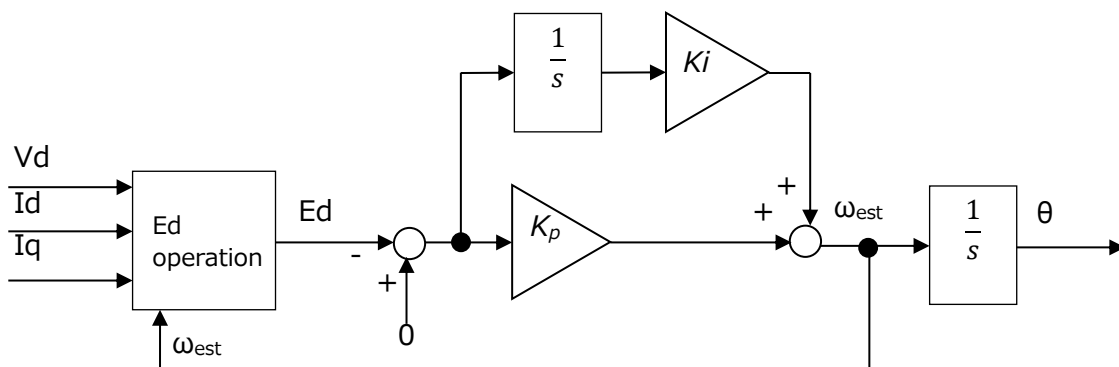 1
s
Ki
Vd
Id
Iq
Ed
operation
Ed
-
+
0
Kp
+
+
ωest
1
s
θ
ωest